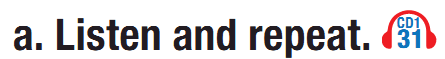 a. Listen and repeat. CD1 31